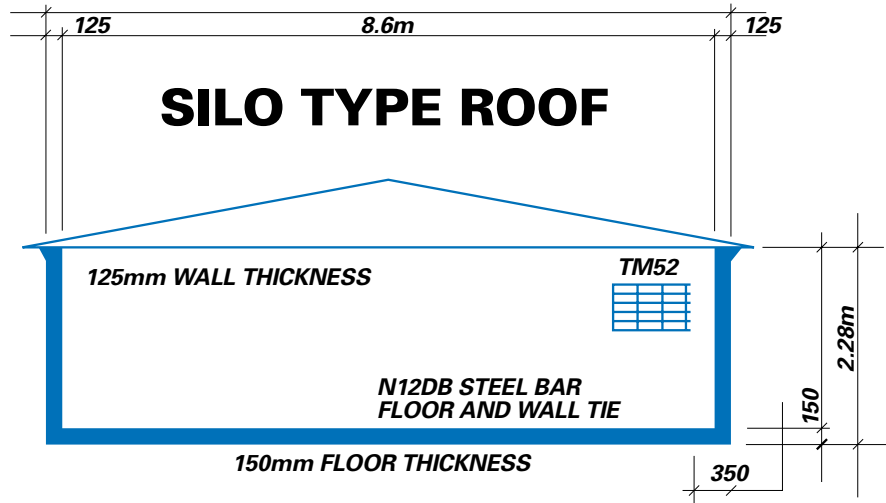 125
8.6m
125
SILO TYPE ROOF
125mm WALL THICKNESS
TM52
2.28m
150
N12DB STEEL BAR
FLOOR AND WALL TIE
150mm FLOOR THICKNESS
350